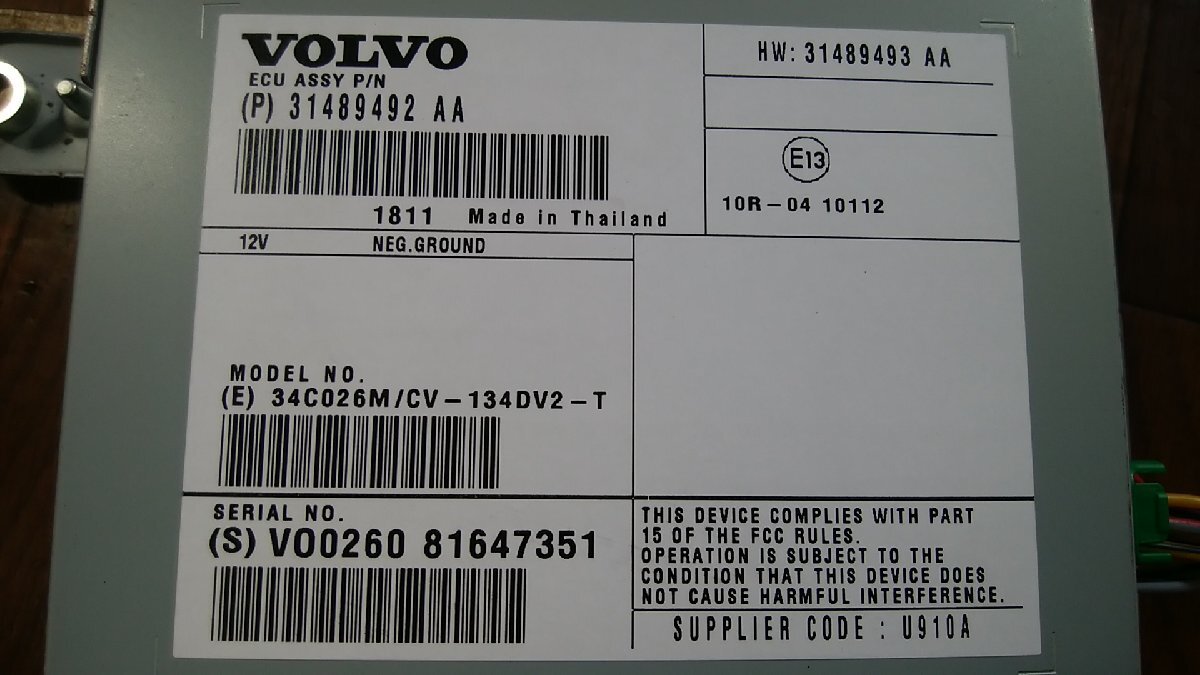 VOLVO
ECU ASSY P/N
(P) 31489492 AA
1811 Made in Thailand
HW: 31489493 AA
E13
10R-04 10112
12V NEG.GROUND
MODEL NO.
(E) 34C026M/CV-134DV2-T
SERIAL NO.
(S) VO0260 81647351
THIS DEVICE COMPLIES WITH PART
15 OF THE FCC RULES.
OPERATION IS SUBJECT TO THE
CONDITION THAT THIS DEVICE DOES
NOT CAUSE HARMFUL INTERFERENCE.
SUPPLIER CODE : U910A